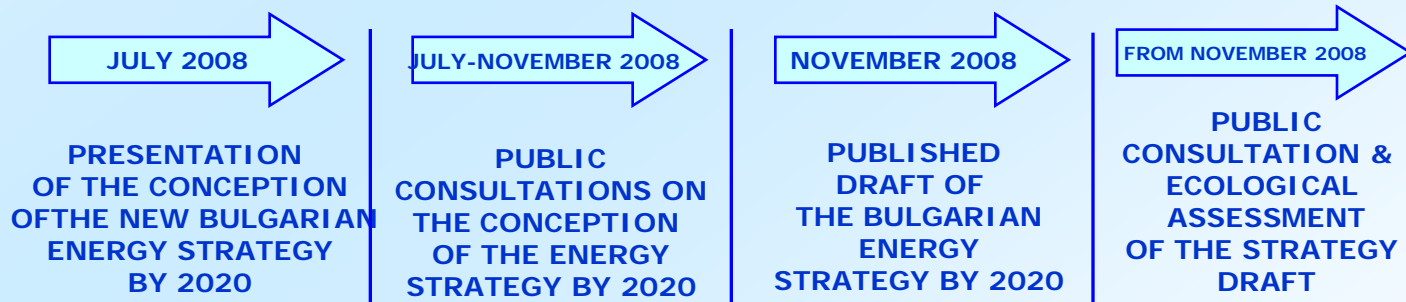 JULY 2008
PRESENTATION
OF THE CONCEPTION
OFTHE NEW BULGARIAN
ENERGY STRATEGY
BY 2020
JULY-NOVEMBER 2008
PUBLIC
CONSULTATIONS ON
THE CONCEPTION
OF THE ENERGY
STRATEGY BY 2020
NOVEMBER 2008
PUBLISHED
DRAFT OF
THE BULGARIAN
ENERGY
STRATEGY BY 2020
FROM NOVEMBER 2008
PUBLIC
CONSULTATION &
ECOLOGICAL
ASSESSMENT
OF THE STRATEGY
DRAFT